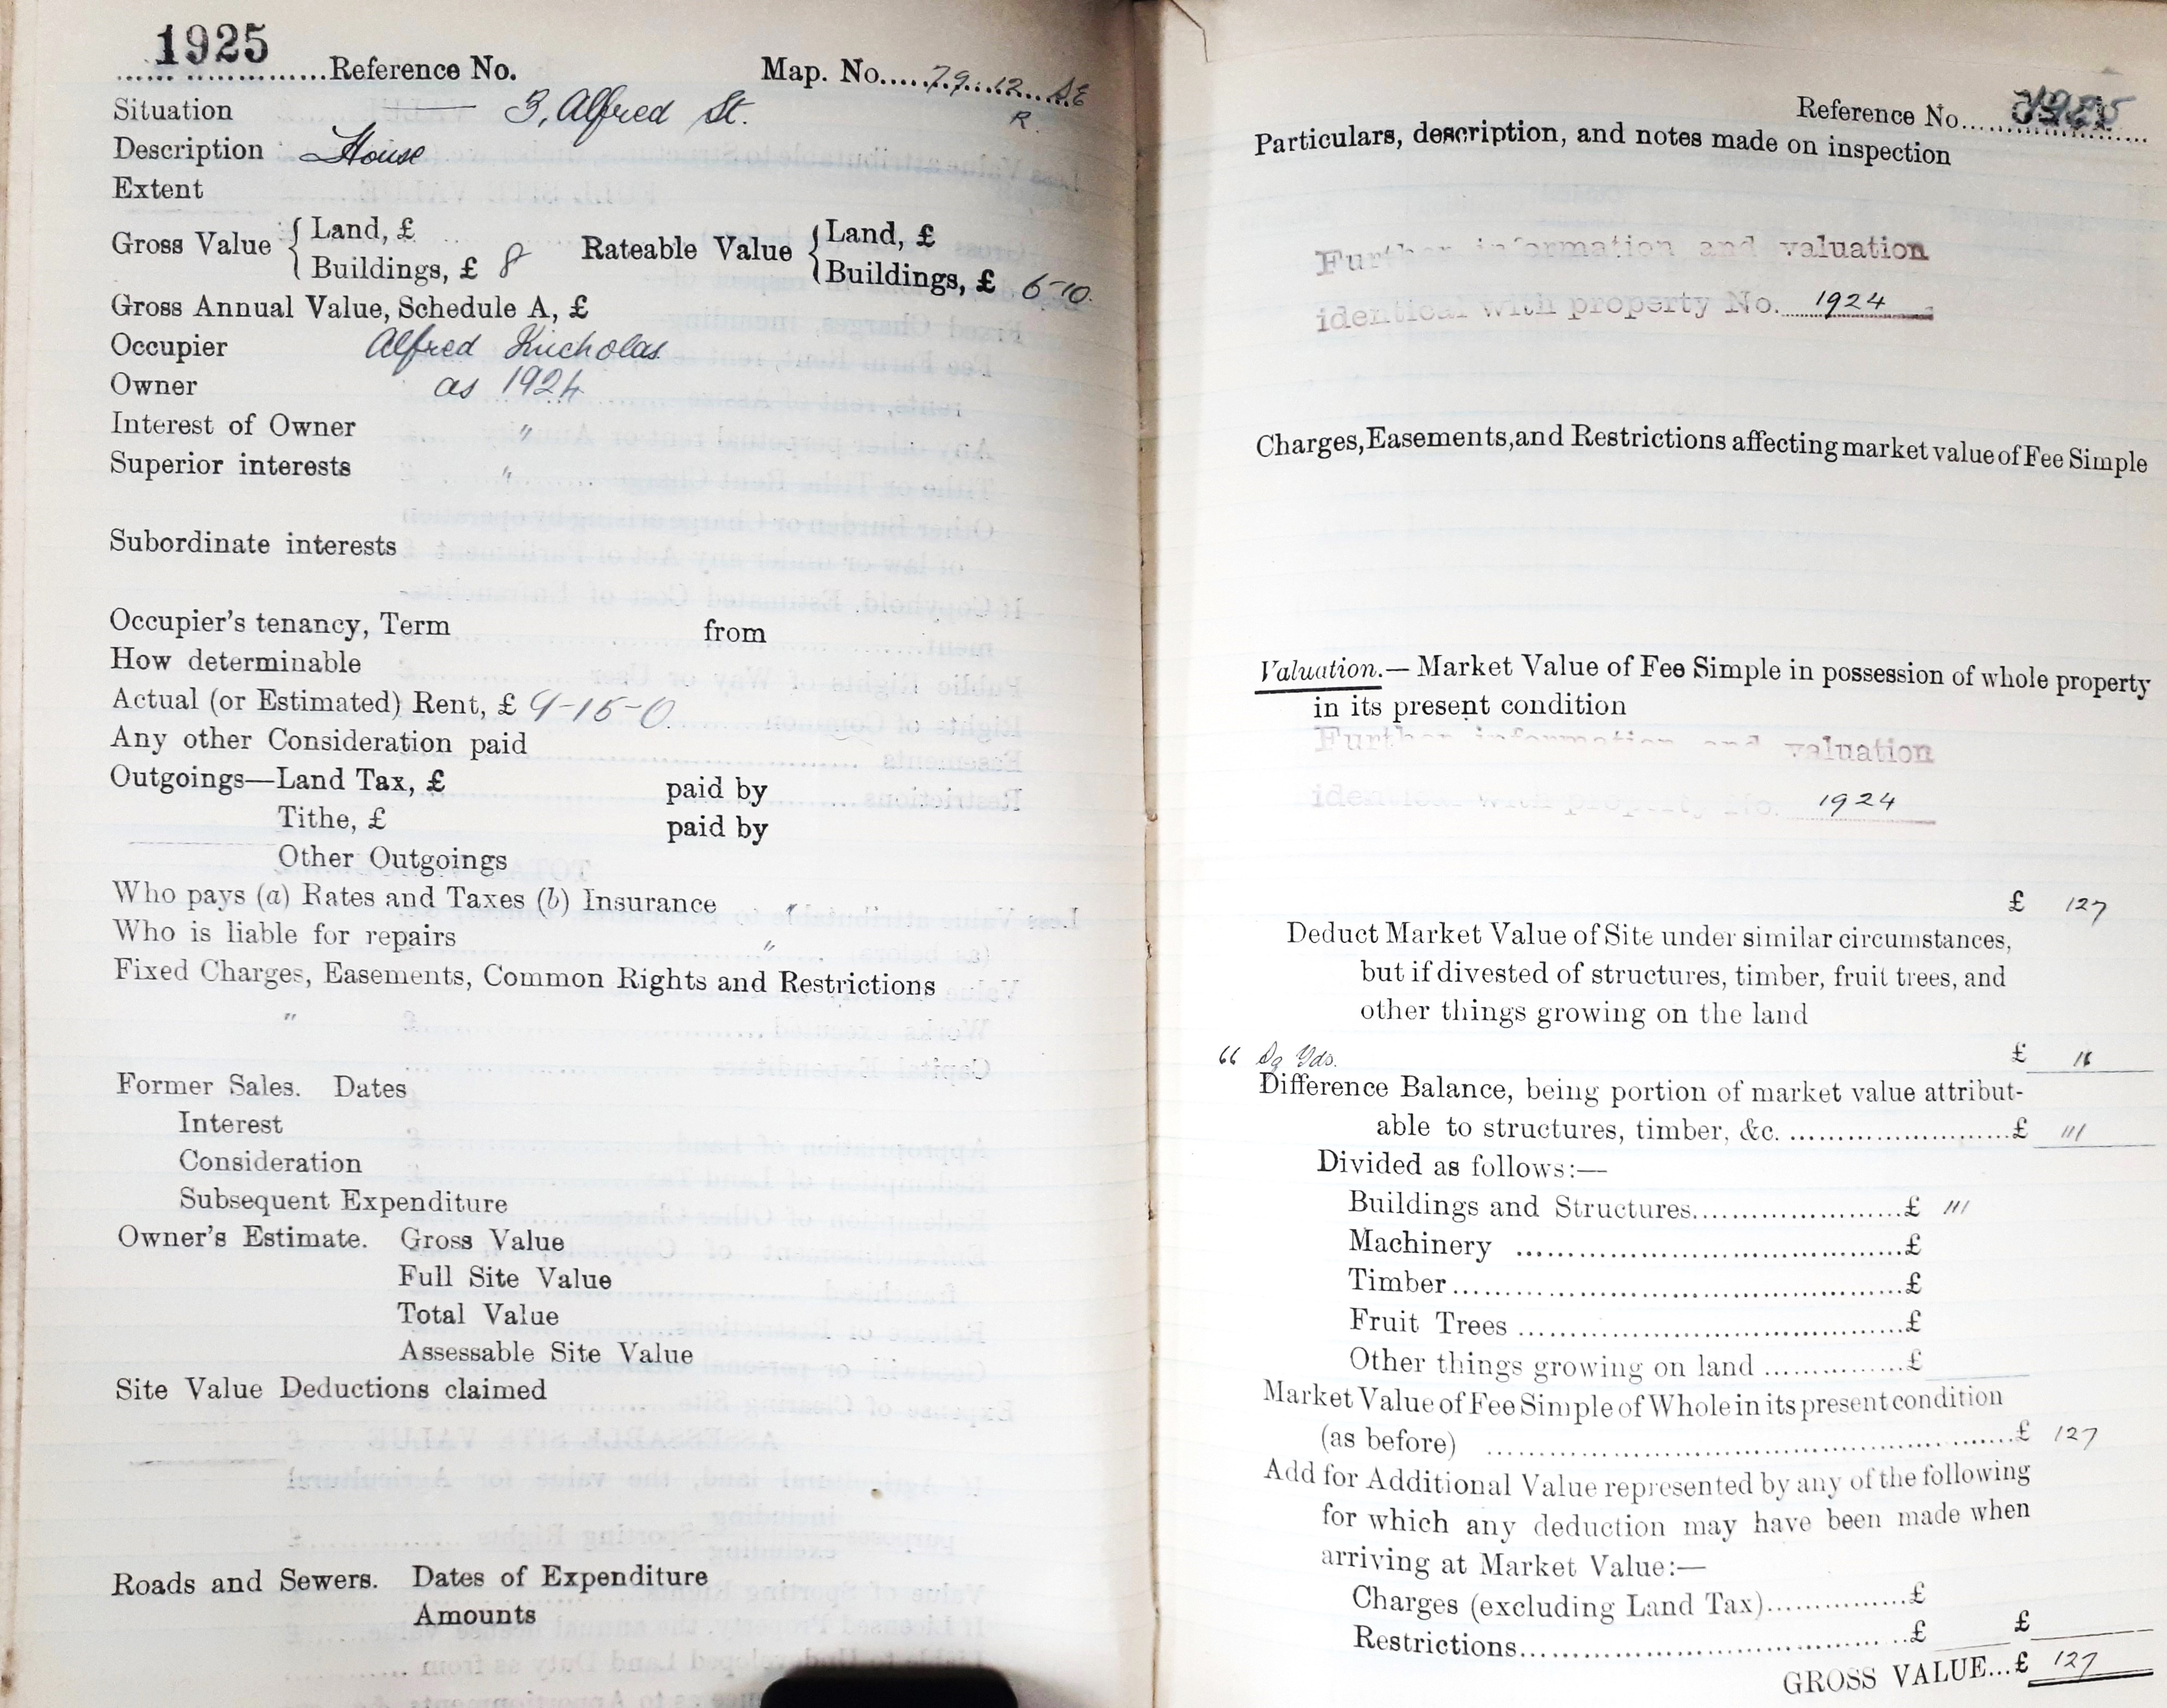 1925
Reference No. Map. No. 79.12 SE
R.
Situation 3, Alfred St.
Description House
Extent
Gross Value { Land, £
Buildings, £ 8
Rateable Value { Land, £
Buildings, £ 6-10.
Gross Annual Value, Schedule A, £
Occupier Alfred
Owner as 1924
Interest of Owner "
Superior interests "
Subordinate interests
Occupier's tenancy, Term from
How determinable
Actual (or Estimated) Rent, £ 9-15-0
Any other Consideration paid
Outgoings—Land Tax, £ paid by
Tithe, £ paid by
Other Outgoings
Who pays (a) Rates and Taxes (b) Insurance "
Who is liable for repairs "
Fixed Charges, Easements, Common Rights and Restrictions
"
Former Sales. Dates
Interest
Consideration
Subsequent Expenditure
Owner's Estimate. Gross Value
Full Site Value
Total Value
Assessable Site Value
Site Value Deductions claimed
Roads and Sewers. Dates of Expenditure
Amounts
Reference No. 1925
Particulars, description, and notes made on inspection
Further information and valuation
identical with property No. 1924
Charges, Easements, and Restrictions affecting market value of Fee Simple
Valuation.—Market Value of Fee Simple in possession of whole property
in its present condition
Further information and valuation
identical with property No. 1924
£ 127
Deduct Market Value of Site under similar circumstances,
but if divested of structures, timber, fruit trees, and
other things growing on the land
66 Sq Yds. £ 16
Difference Balance, being portion of market value attribut-
able to structures, timber, &c. £ 111
Divided as follows:—
Buildings and Structures £ 111
Machinery £
Timber £
Fruit Trees £
Other things growing on land £
Market Value of Fee Simple of Whole in its present condition
(as before) £ 127
Add for Additional Value represented by any of the following
for which any deduction may have been made when
arriving at Market Value:—
Charges (excluding Land Tax) £
Restrictions £ £
GROSS VALUE...£ 127